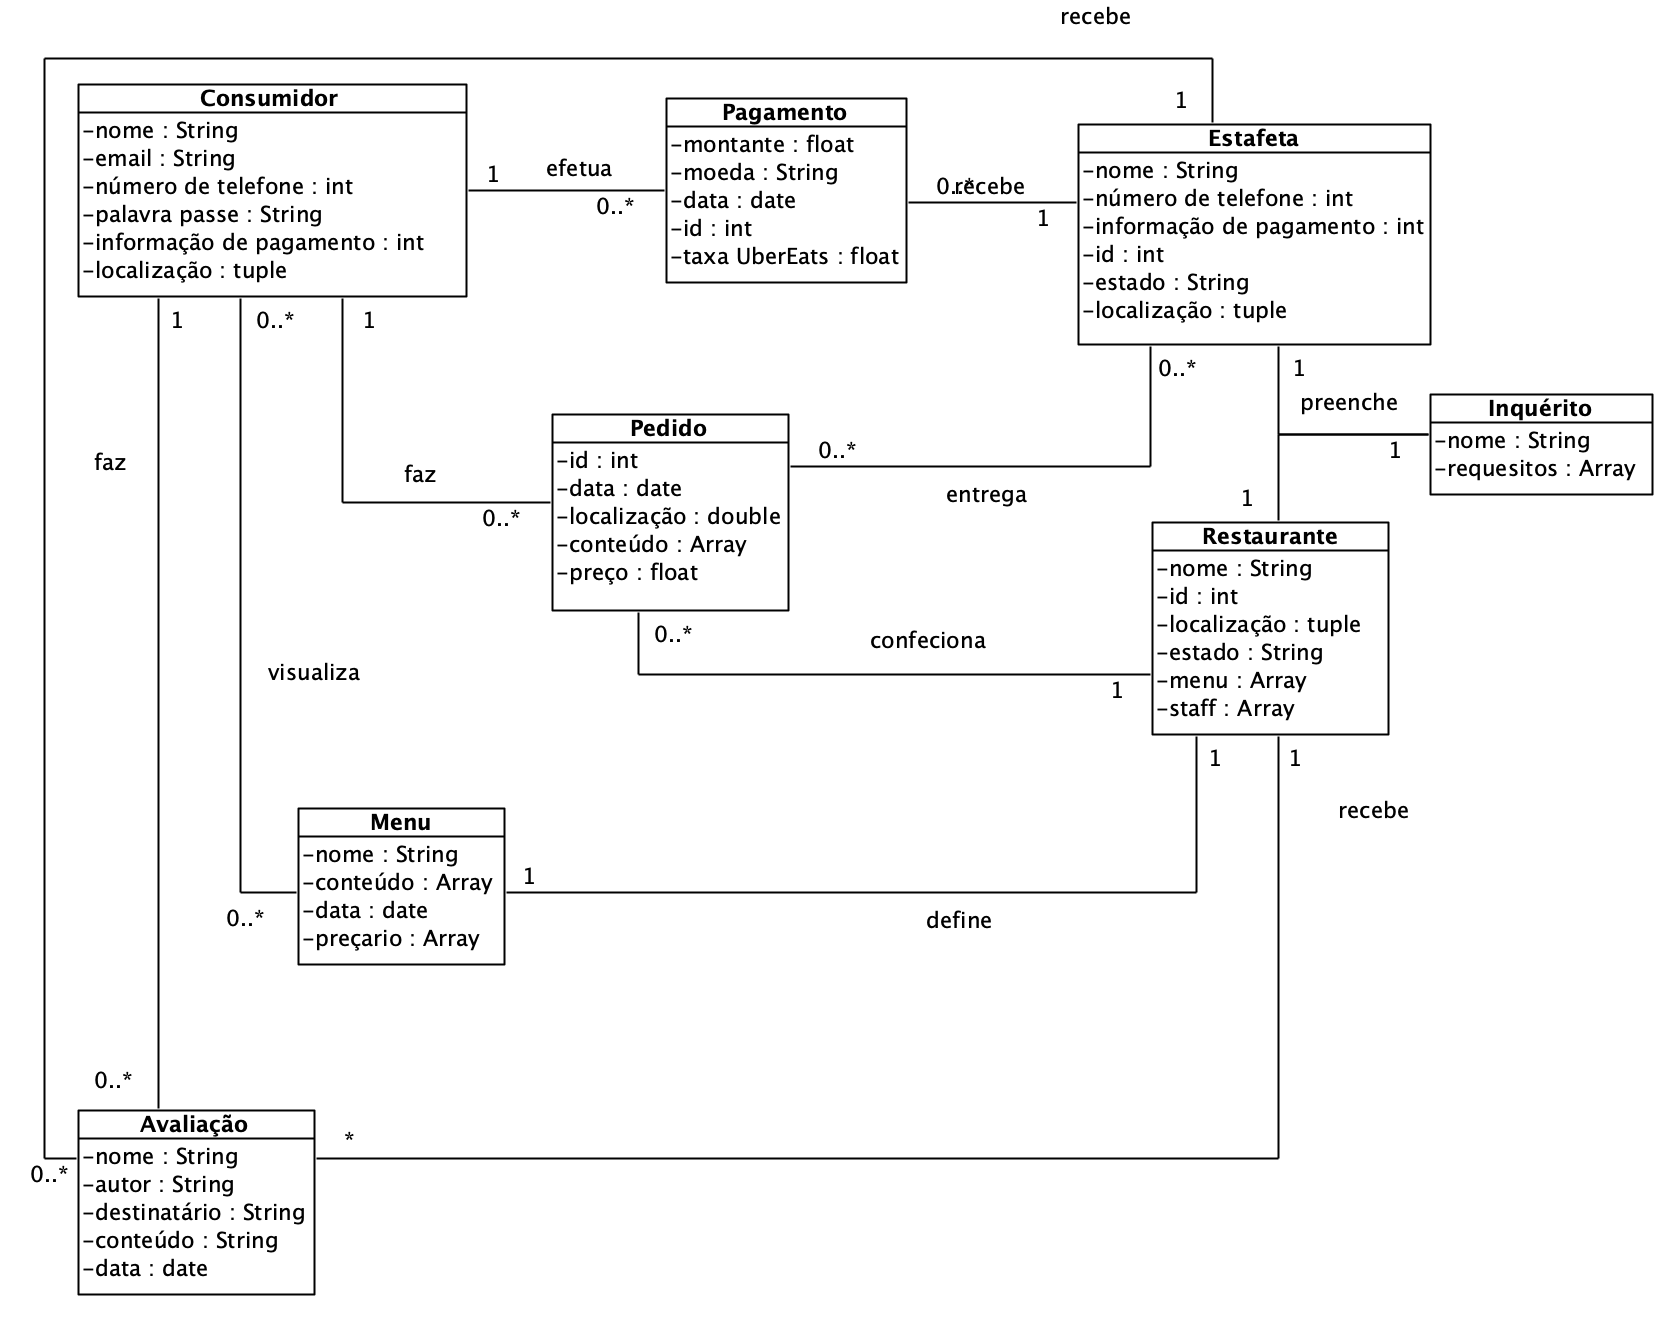 recebe
1
Consumidor
-nome : String
-email : String
-número de telefone : int
-palavra passe : String
-informação de pagamento : int
-localização : tuple
1
efetua
0..*
Pagamento
-montante : float
-moeda : String
-data : date
-id : int
-taxa UberEats : float
0..*
recebe
1
Estafeta
-nome : String
-número de telefone : int
-informação de pagamento : int
-id : int
-estado : String
-localização : tuple
1
0..*
1
0..*
1
preenche
1
Inquérito
-nome : String
-requesitos : Array
faz
faz
0..*
Pedido
-id : int
-data : date
-localização : double
-conteúdo : Array
-preço : float
0..*
entrega
1
Restaurante
-nome : String
-id : int
-localização : tuple
-estado : String
-menu : Array
-staff : Array
0..*
confeciona
1
visualiza
1
1
recebe
Menu
-nome : String
-conteúdo : Array
-data : date
-preçario : Array
1
0..*
define
0..*
Avaliação
-nome : String
-autor : String
-destinatário : String
-conteúdo : String
-data : date
*
0..*